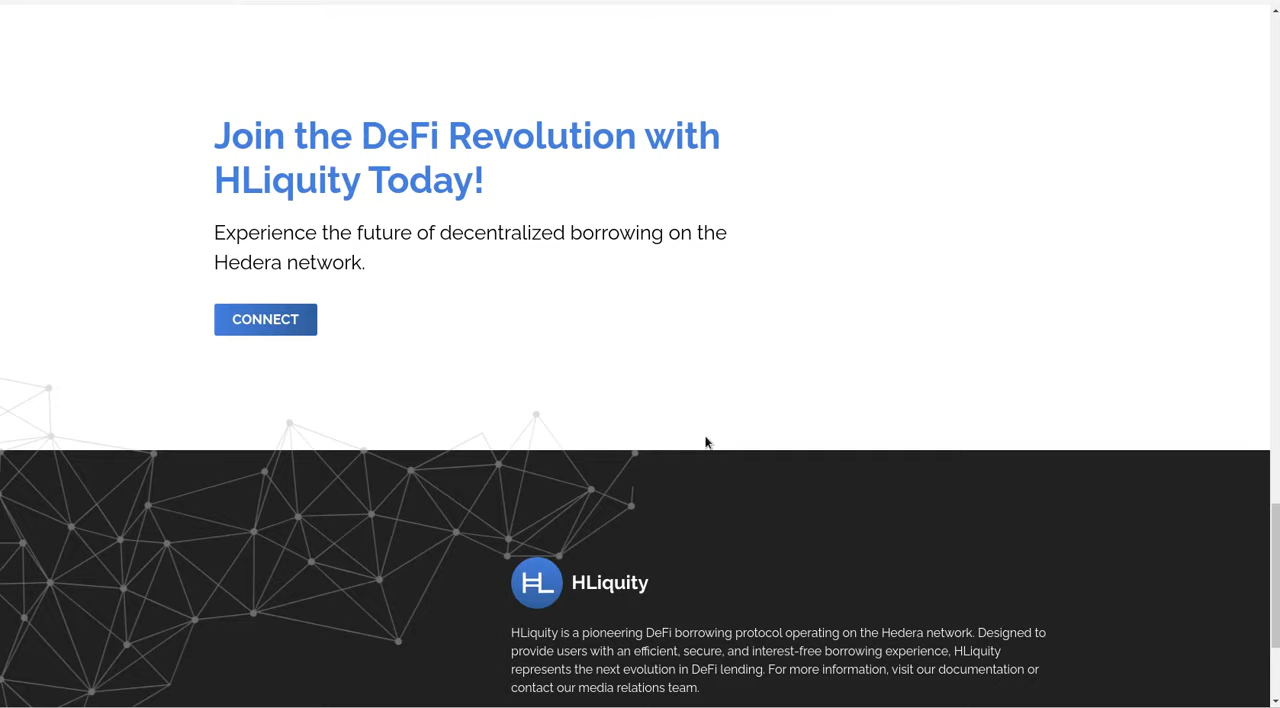 Join the DeFi Revolution with
HLiquity Today!
Experience the future of decentralized borrowing on the
Hedera network.
CONNECT
HL HLiquity
HLiquity is a pioneering DeFi borrowing protocol operating on the Hedera network. Designed to
provide users with an efficient, secure, and interest-free borrowing experience, HLiquity
represents the next evolution in DeFi lending. For more information, visit our documentation or
contact our media relations team.